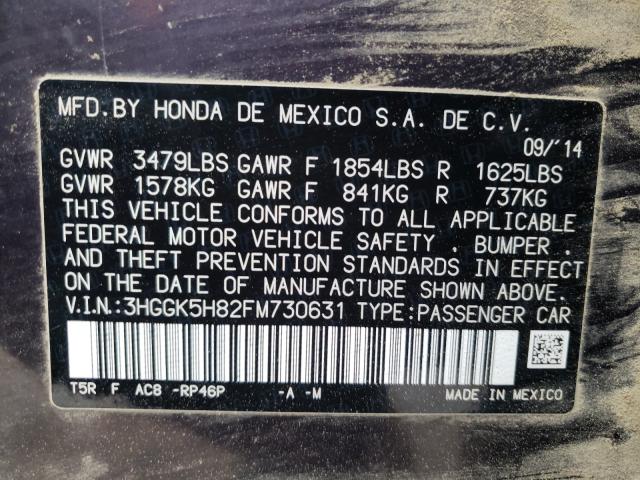 MFD.BY HONDA DE MEXICO S.A. DE C.V.
09/'14
GVWR 3479LBS GAWR F 1854LBS R 1625LBS
GVWR 1578KG GAWR F 841KG R 737KG
THIS VEHICLE CONFORMS TO ALL APPLICABLE
FEDERAL MOTOR VEHICLE SAFETY , BUMPER ,
AND THEFT PREVENTION STANDARDS IN EFFECT
ON THE DATE OF MANUFACTURE SHOWN ABOVE.
V.I.N.:3HGGK5H82FM730631 TYPE:PASSENGER CAR
T5R F AC8 -RP46P -A -M MADE IN MEXICO